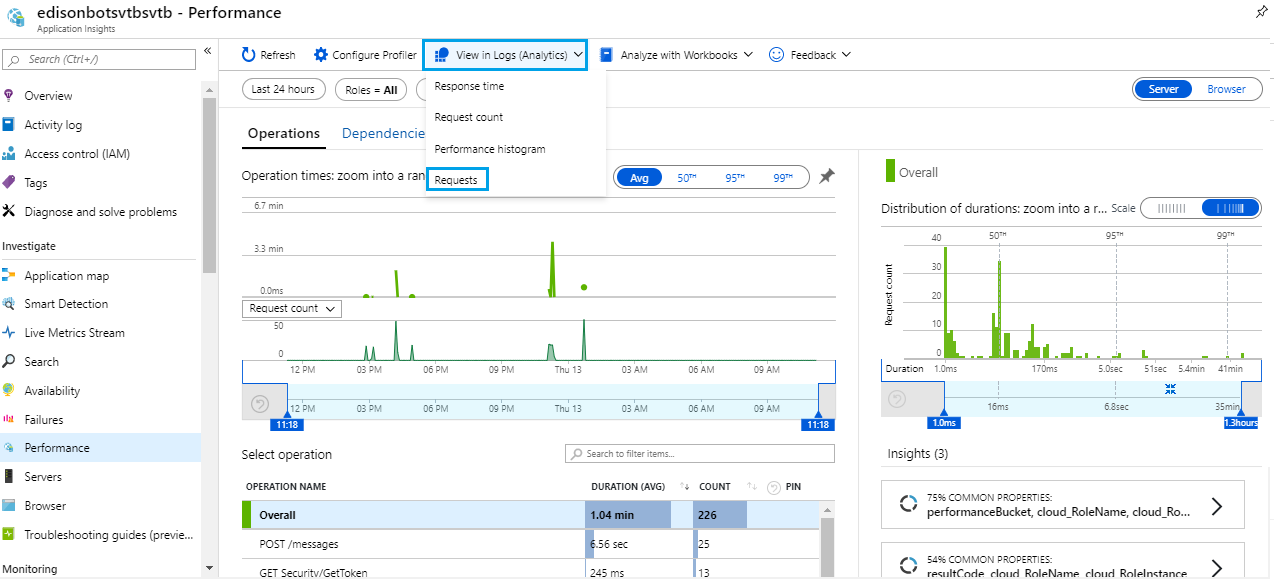 edisonbotsvtbsvtb - Performance
Application Insights
Search (Ctrl+/)
«
Overview
Activity log
Access control (IAM)
Tags
Diagnose and solve problems
Investigate
Application map
Smart Detection
Live Metrics Stream
Search
Availability
Failures
Performance
Servers
Browser
Troubleshooting guides (previe...
Monitoring
Refresh
Configure Profiler
View in Logs (Analytics)
Analyze with Workbooks
Feedback
Response time
Request count
Performance histogram
Requests
Last 24 hours
Roles = All
Server
Browser
Operations
Dependencie
Operation times: zoom into a ran
Avg
50TH
95TH
99TH
6.7 min
3.3 min
0.0ms
Request count
50
0
12 PM 03 PM 06 PM 09 PM Thu 13 03 AM 06 AM 09 AM
12 PM 03 PM 06 PM 09 PM Thu 13 03 AM 06 AM 09 AM
11:18 11:18
Select operation
Search to filter items...
OPERATION NAME DURATION (AVG) COUNT PIN
Overall 1.04 min 226
POST /messages 6.56 sec 25
GET Security/GetToken 245 ms 13
Overall
Distribution of durations: zoom into a r... Scale
50TH 95TH 99TH
Request count
40
30
20
10
0
Duration 1.0ms 170ms 5.0sec 51sec 5.4min 41min
16ms 6.8sec 35min
1.0ms 1.3hours
Insights (3)
75% COMMON PROPERTIES:
performanceBucket, cloud_RoleName, cloud_Ro...
54% COMMON PROPERTIES:
resultCode, cloud_RoleName, cloud_RoleInstance